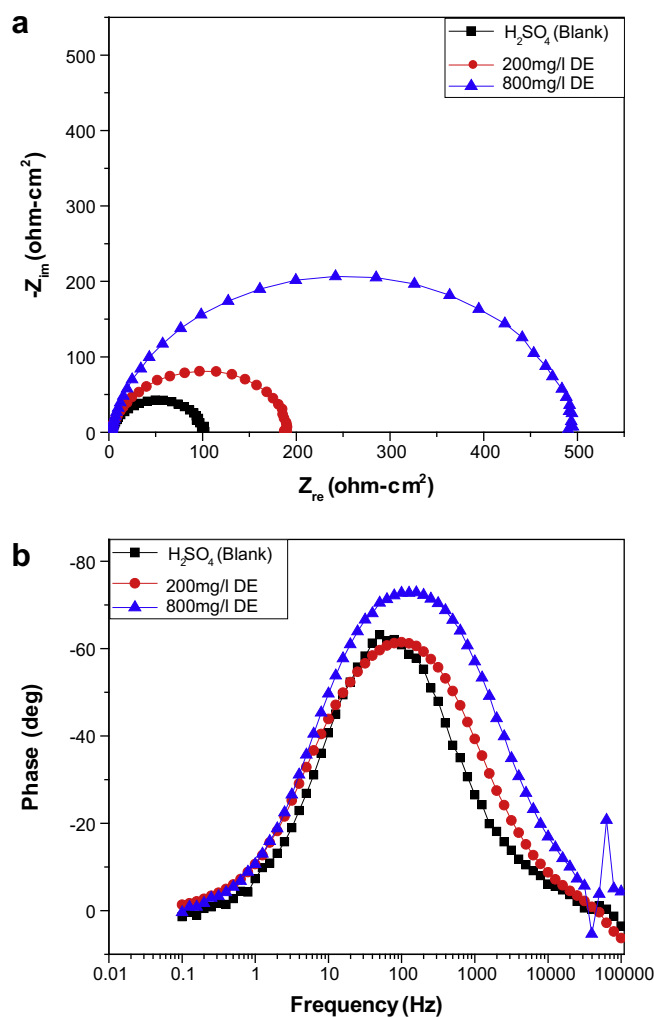 a
H₂SO₄ (Blank)
200mg/l DE
800mg/l DE
500
400
300
200
100
0
-Z_im (ohm-cm²)
0 100 200 300 400 500
Z_re (ohm-cm²)
b
H₂SO₄ (Blank)
200mg/l DE
800mg/l DE
-80
-60
-40
-20
0
Phase (deg)
0.01 0.1 1 10 100 1000 10000 100000
Frequency (Hz)